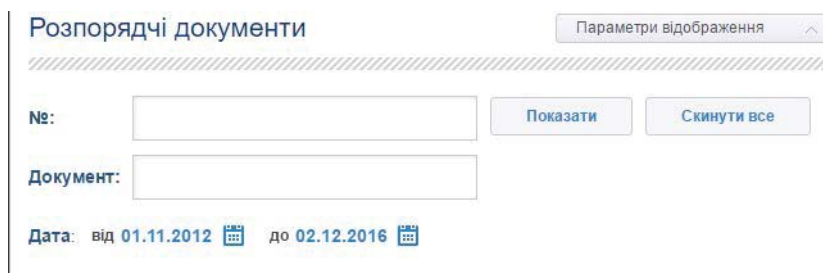 Розпорядчі документи
Параметри відображення
№:
Показати
Скинути все
Документ:
Дата: від 01.11.2012 до 02.12.2016